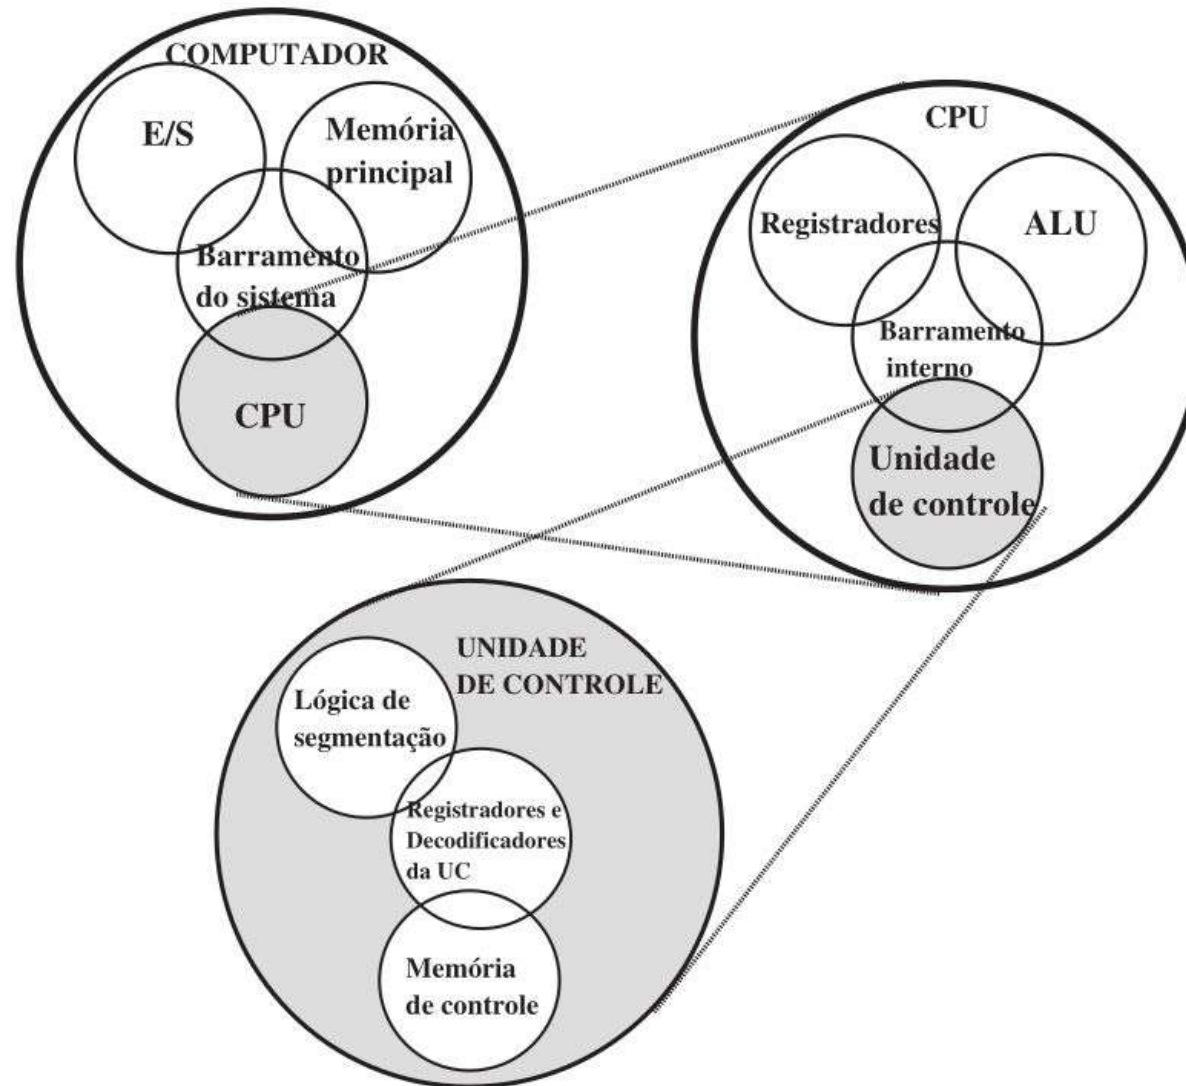 COMPUTADOR
E/S
Memória
principal
Barramento
do sistema
CPU
CPU
Registradores
ALU
Barramento
interno
Unidade
de controle
UNIDADE
DE CONTROLE
Lógica de
segmentação
Registradores e
Decodificadores
da UC
Memória
de controle